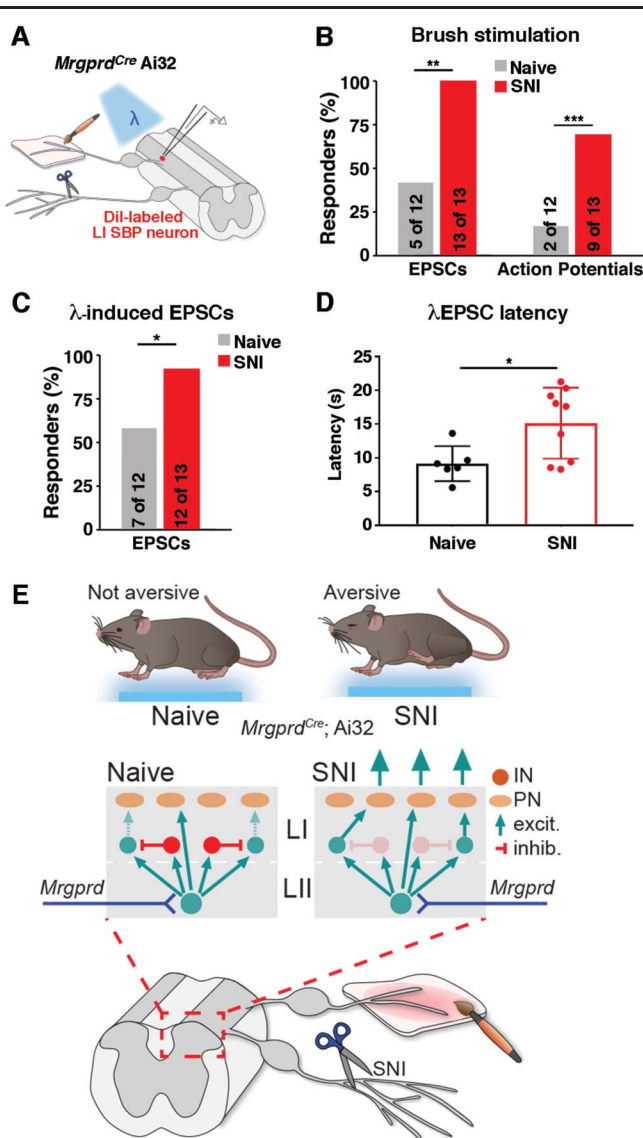 A
Mrgprd^Cre Ai32
λ
DiI-labeled
LI SBP neuron
B
Brush stimulation
Naive
SNI
Responders (%)
100
75
50
25
0
5 of 12
13 of 13
2 of 12
9 of 13
**
***
EPSCs
Action Potentials
C
λ-induced EPSCs
Naive
SNI
Responders (%)
100
75
50
25
0
7 of 12
12 of 13
*
EPSCs
D
λEPSC latency
Latency (s)
25
20
15
10
5
0
*
Naive
SNI
E
Not aversive
Aversive
Naive
SNI
Mrgprd^Cre; Ai32
Naive
SNI
IN
PN
excit.
inhib.
LI
LII
Mrgprd
Mrgprd
SNI